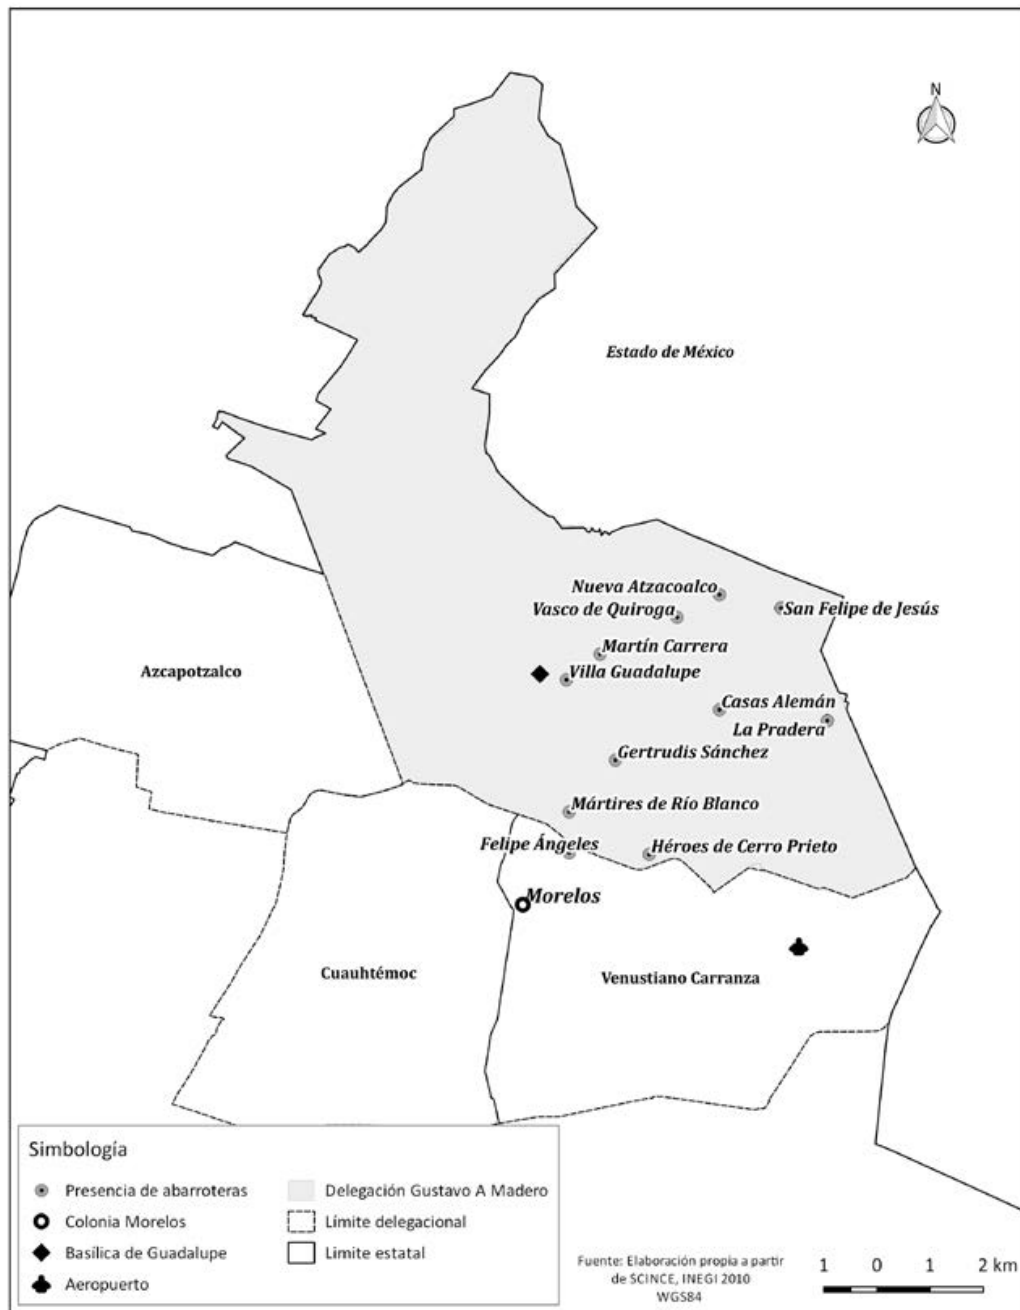 N
Estado de México
Nueva Atzacoalco
San Felipe de Jesús
Vasco de Quiroga
Martín Carrera
Azcapotzalco
Villa Guadalupe
Casas Alemán
La Pradera
Gertrudis Sánchez
Mártires de Río Blanco
Felipe Ángeles
Héroes de Cerro Prieto
Morelos
Cuauhtémoc
Venustiano Carranza
Simbología
Presencia de abarroteras
Delegación Gustavo A Madero
Colonia Morelos
Límite delegacional
Basílica de Guadalupe
Limite estatal
Aeropuerto
Fuente: Elaboración propia a partir
de SCINCE, INEGI 2010
WGS84
1 0 1 2 km